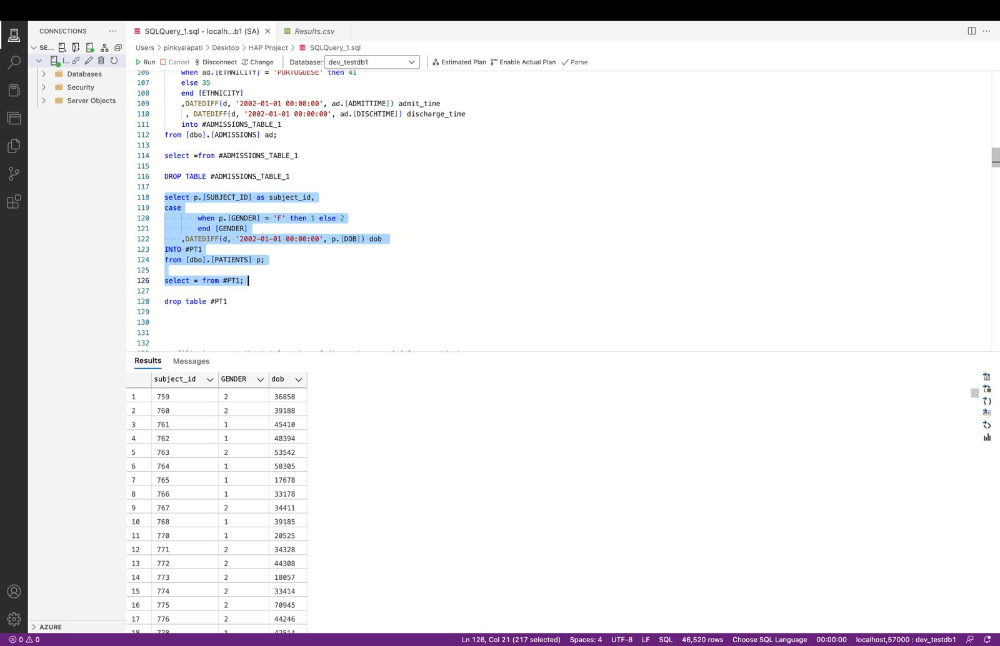 CONNECTIONS ...
SQLQuery_1.sql - localh...b1 (SA)
Results.csv
SE...
Users > pinkyalapati > Desktop > HAP Project > SQLQuery_1.sql
I...
Run Cancel Disconnect Change Database: dev_testdb1 Estimated Plan Enable Actual Plan Parse
Databases
Security
Server Objects
106 when ad.[ETHNICITY] = 'PORTUGUESE' then 41
107 else 35
108 end [ETHNICITY]
109 ,DATEDIFF(d, '2002-01-01 00:00:00', ad.[ADMITTIME]) admit_time
110 , DATEDIFF(d, '2002-01-01 00:00:00', ad.[DISCHTIME]) discharge_time
111 into #ADMISSIONS_TABLE_1
112 from [dbo].[ADMISSIONS] ad;
113
114 select *from #ADMISSIONS_TABLE_1
115
116 DROP TABLE #ADMISSIONS_TABLE_1
117
118 select p.[SUBJECT_ID] as subject_id,
119 case
120 when p.[GENDER] = 'F' then 1 else 2
121 end [GENDER]
122 ,DATEDIFF(d, '2002-01-01 00:00:00', p.[DOB]) dob
123 INTO #PT1
124 from [dbo].[PATIENTS] p;
125
126 select * from #PT1;
127
128 drop table #PT1
129
130
131
132
Results Messages
subject_id GENDER dob
1 759 2 36858
2 760 2 39188
3 761 1 45410
4 762 1 48394
5 763 2 53542
6 764 1 50305
7 765 1 17678
8 766 1 33178
9 767 2 34411
10 768 1 39185
11 770 1 20525
12 771 2 34328
13 772 2 44308
14 773 2 18057
15 774 2 33414
16 775 2 70945
17 776 2 44246
18 778 1 42514
AZURE
0 0 Ln 126, Col 21 (217 selected) Spaces: 4 UTF-8 LF SQL 46,520 rows Choose SQL Language 00:00:00 localhost,57000 : dev_testdb1